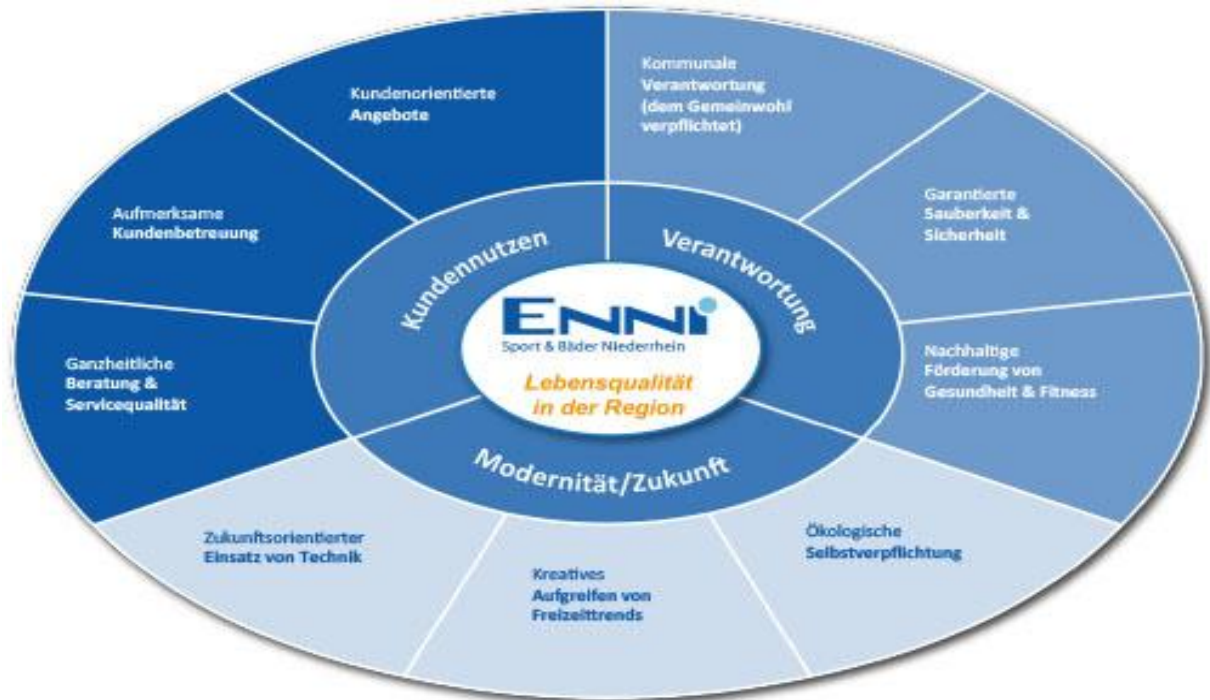 Kundenorientierte
Angebote
Kommunale
Verantwortung
(dem Gemeinwohl
verpflichtet)
Aufmerksame
Kundenbetreuung
Garantierte
Sauberkeit &
Sicherheit
Ganzheitliche
Beratung &
Servicequalität
Nachhaltige
Förderung von
Gesundheit & Fitness
Kundennutzen
Verantwortung
ENNI
Sport & Bäder Niederrhein
Lebensqualität
in der Region
Modernität/Zukunft
Zukunftsorientierter
Einsatz von Technik
Kreatives
Aufgreifen von
Freizeittrends
Ökologische
Selbstverpflichtung